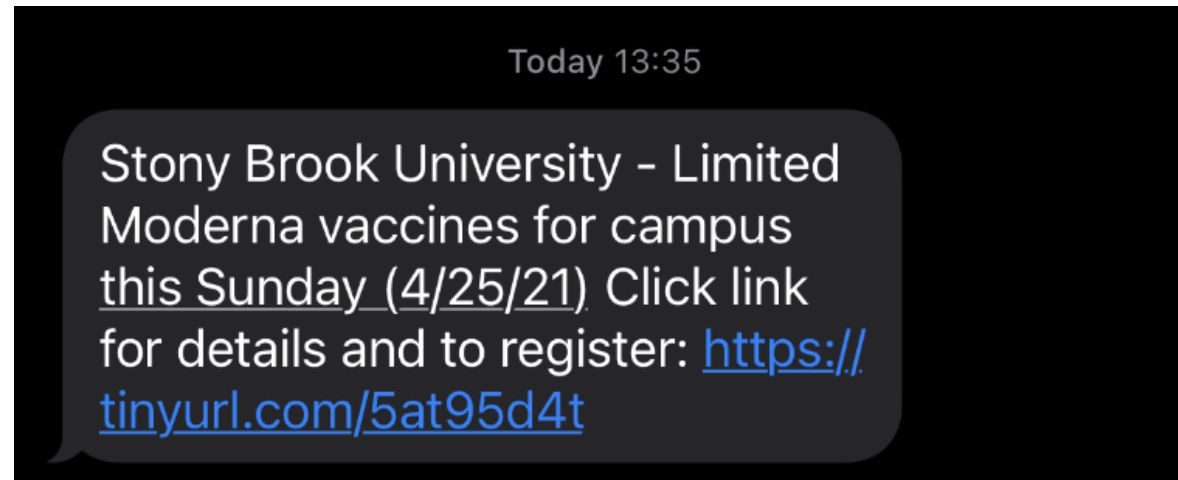 Today 13:35
Stony Brook University - Limited
Moderna vaccines for campus
this Sunday (4/25/21) Click link
for details and to register: https://
tinyurl.com/5at95d4t